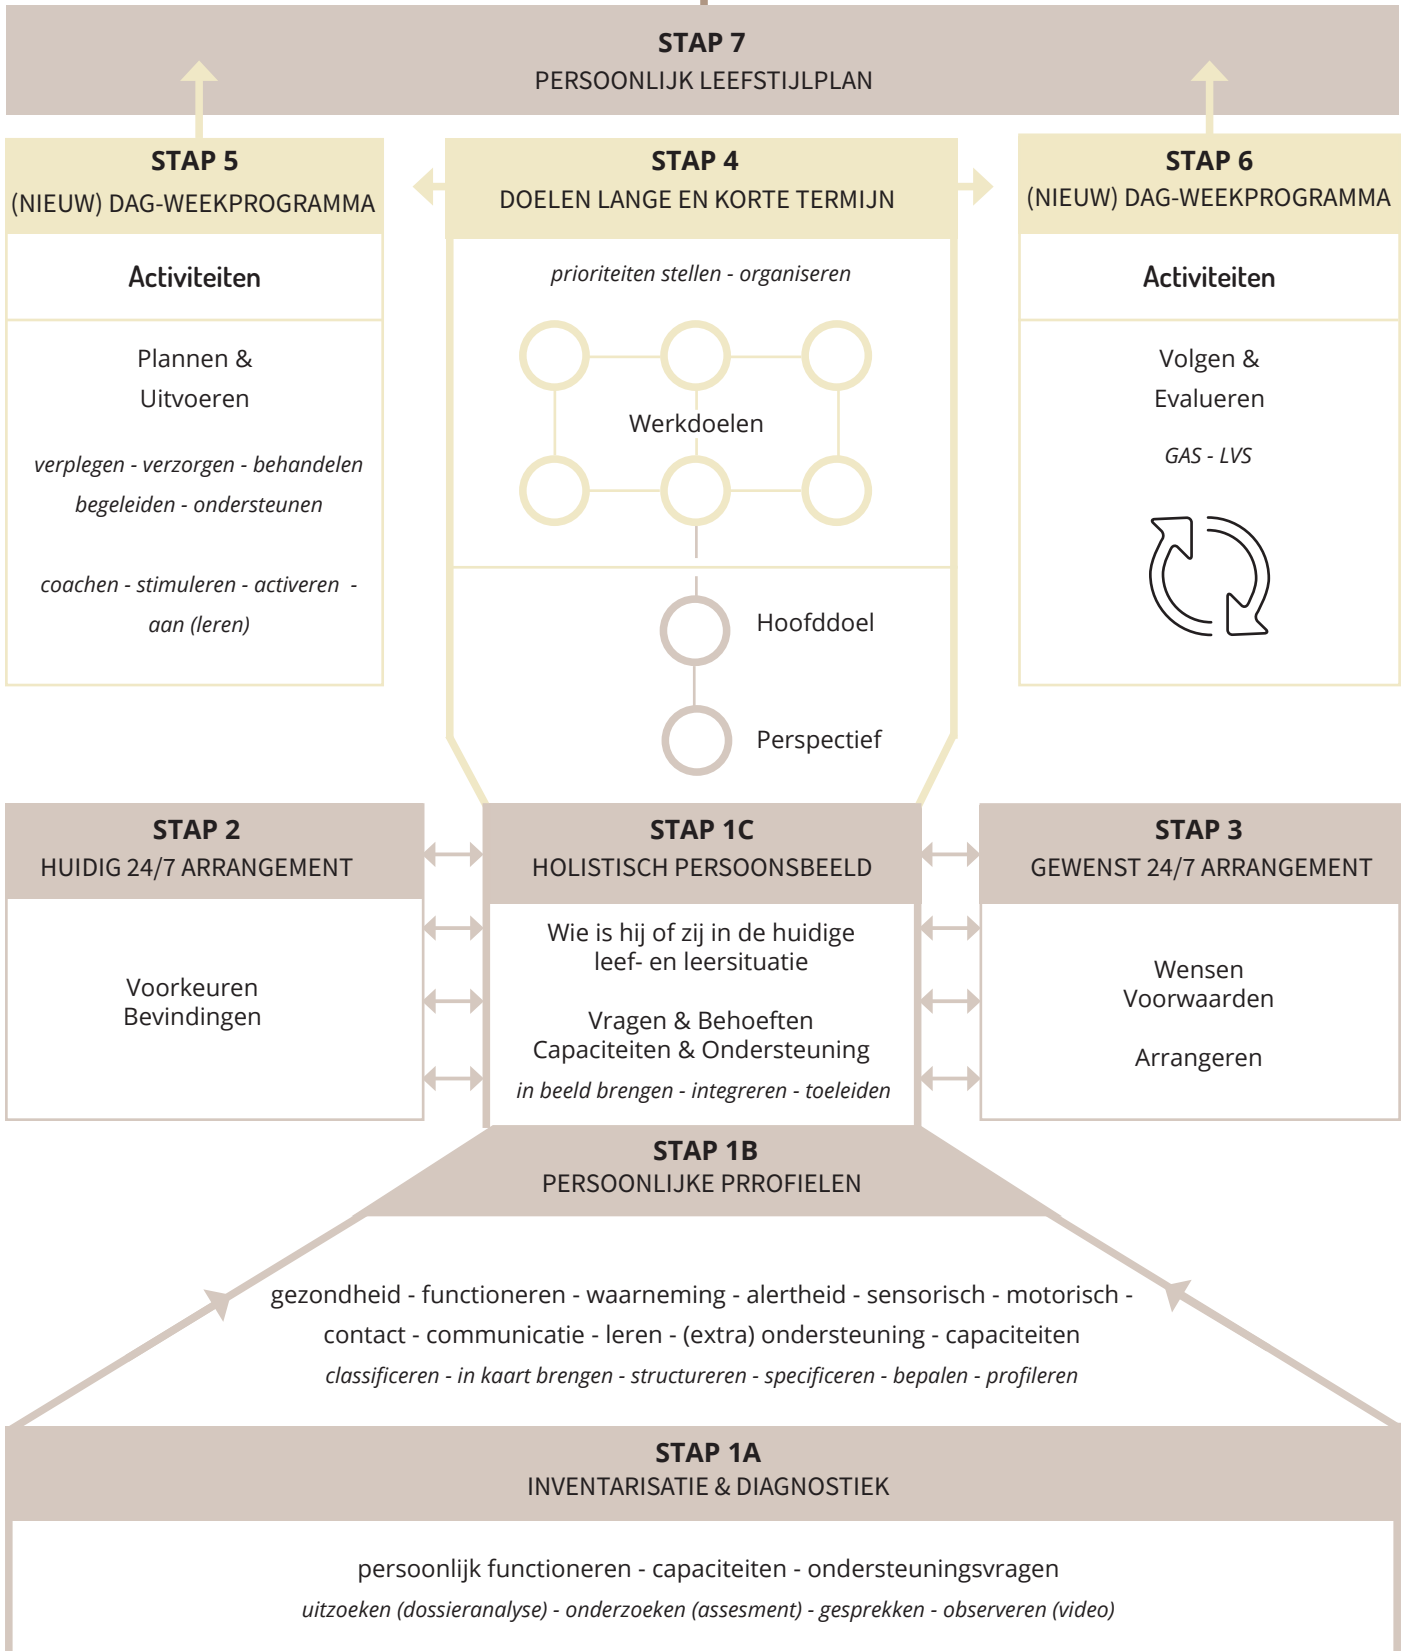 STAP 7
PERSOONLIJK LEEFSTIJLPLAN
STAP 5
(NIEUW) DAG-WEEKPROGRAMMA
Activiteiten
Plannen &
Uitvoeren
verplegen - verzorgen - behandelen
begeleiden - ondersteunen
coachen - stimuleren - activeren -
aan (leren)
STAP 4
DOELEN LANGE EN KORTE TERMIJN
prioriteiten stellen - organiseren
Werkdoelen
Hoofddoel
Perspectief
STAP 6
(NIEUW) DAG-WEEKPROGRAMMA
Activiteiten
Volgen &
Evalueren
GAS - LVS
STAP 2
HUIDIG 24/7 ARRANGEMENT
Voorkeuren
Bevindingen
STAP 1C
HOLISTISCH PERSOONSBEELD
Wie is hij of zij in de huidige
leef- en leersituatie
Vragen & Behoeften
Capaciteiten & Ondersteuning
in beeld brengen - integreren - toeleiden
STAP 3
GEWENST 24/7 ARRANGEMENT
Wensen
Voorwaarden
Arrangeren
STAP 1B
PERSOONLIJKE PRROFIELEN
gezondheid - functioneren - waarneming - alertheid - sensorisch - motorisch -
contact - communicatie - leren - (extra) ondersteuning - capaciteiten
classificeren - in kaart brengen - structureren - specificeren - bepalen - profileren
STAP 1A
INVENTARISATIE & DIAGNOSTIEK
persoonlijk functioneren - capaciteiten - ondersteuningsvragen
uitzoeken (dossieranalyse) - onderzoeken (assesment) - gesprekken - observeren (video)